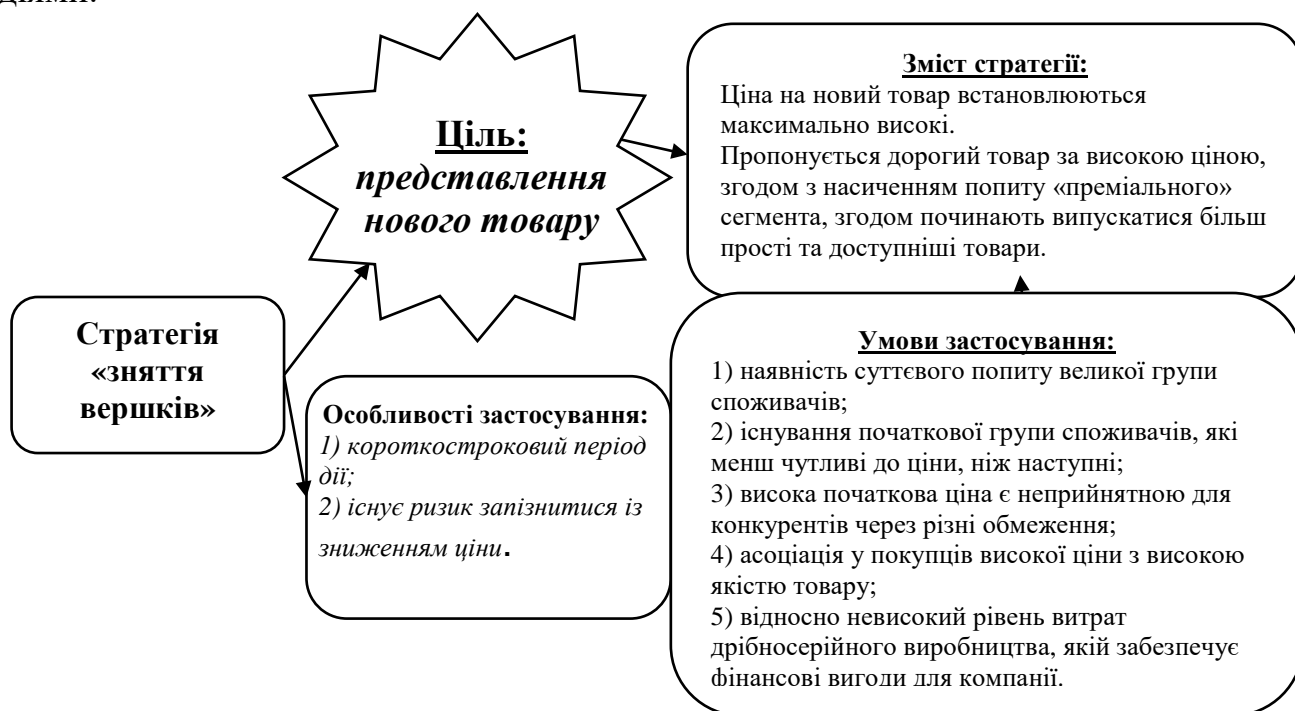 Ціль:
представлення
нового товару
Зміст стратегії:
Ціна на новий товар встановлюються
максимально високі.
Пропонується дорогий товар за високою ціною,
згодом з насиченням попиту «преміального»
сегмента, згодом починають випускатися більш
прості та доступніші товари.
Стратегія
«зняття
вершків»
Особливості застосування:
1) короткостроковий період
дії;
2) існує ризик запізнитися із
зниженням ціни.
Умови застосування:
1) наявність суттєвого попиту великої групи
споживачів;
2) існування початкової групи споживачів, які
менш чутливі до ціни, ніж наступні;
3) висока початкова ціна є неприйнятною для
конкурентів через різні обмеження;
4) асоціація у покупців високої ціни з високою
якістю товару;
5) відносно невисокий рівень витрат
дрібносерійного виробництва, якій забезпечує
фінансові вигоди для компанії.